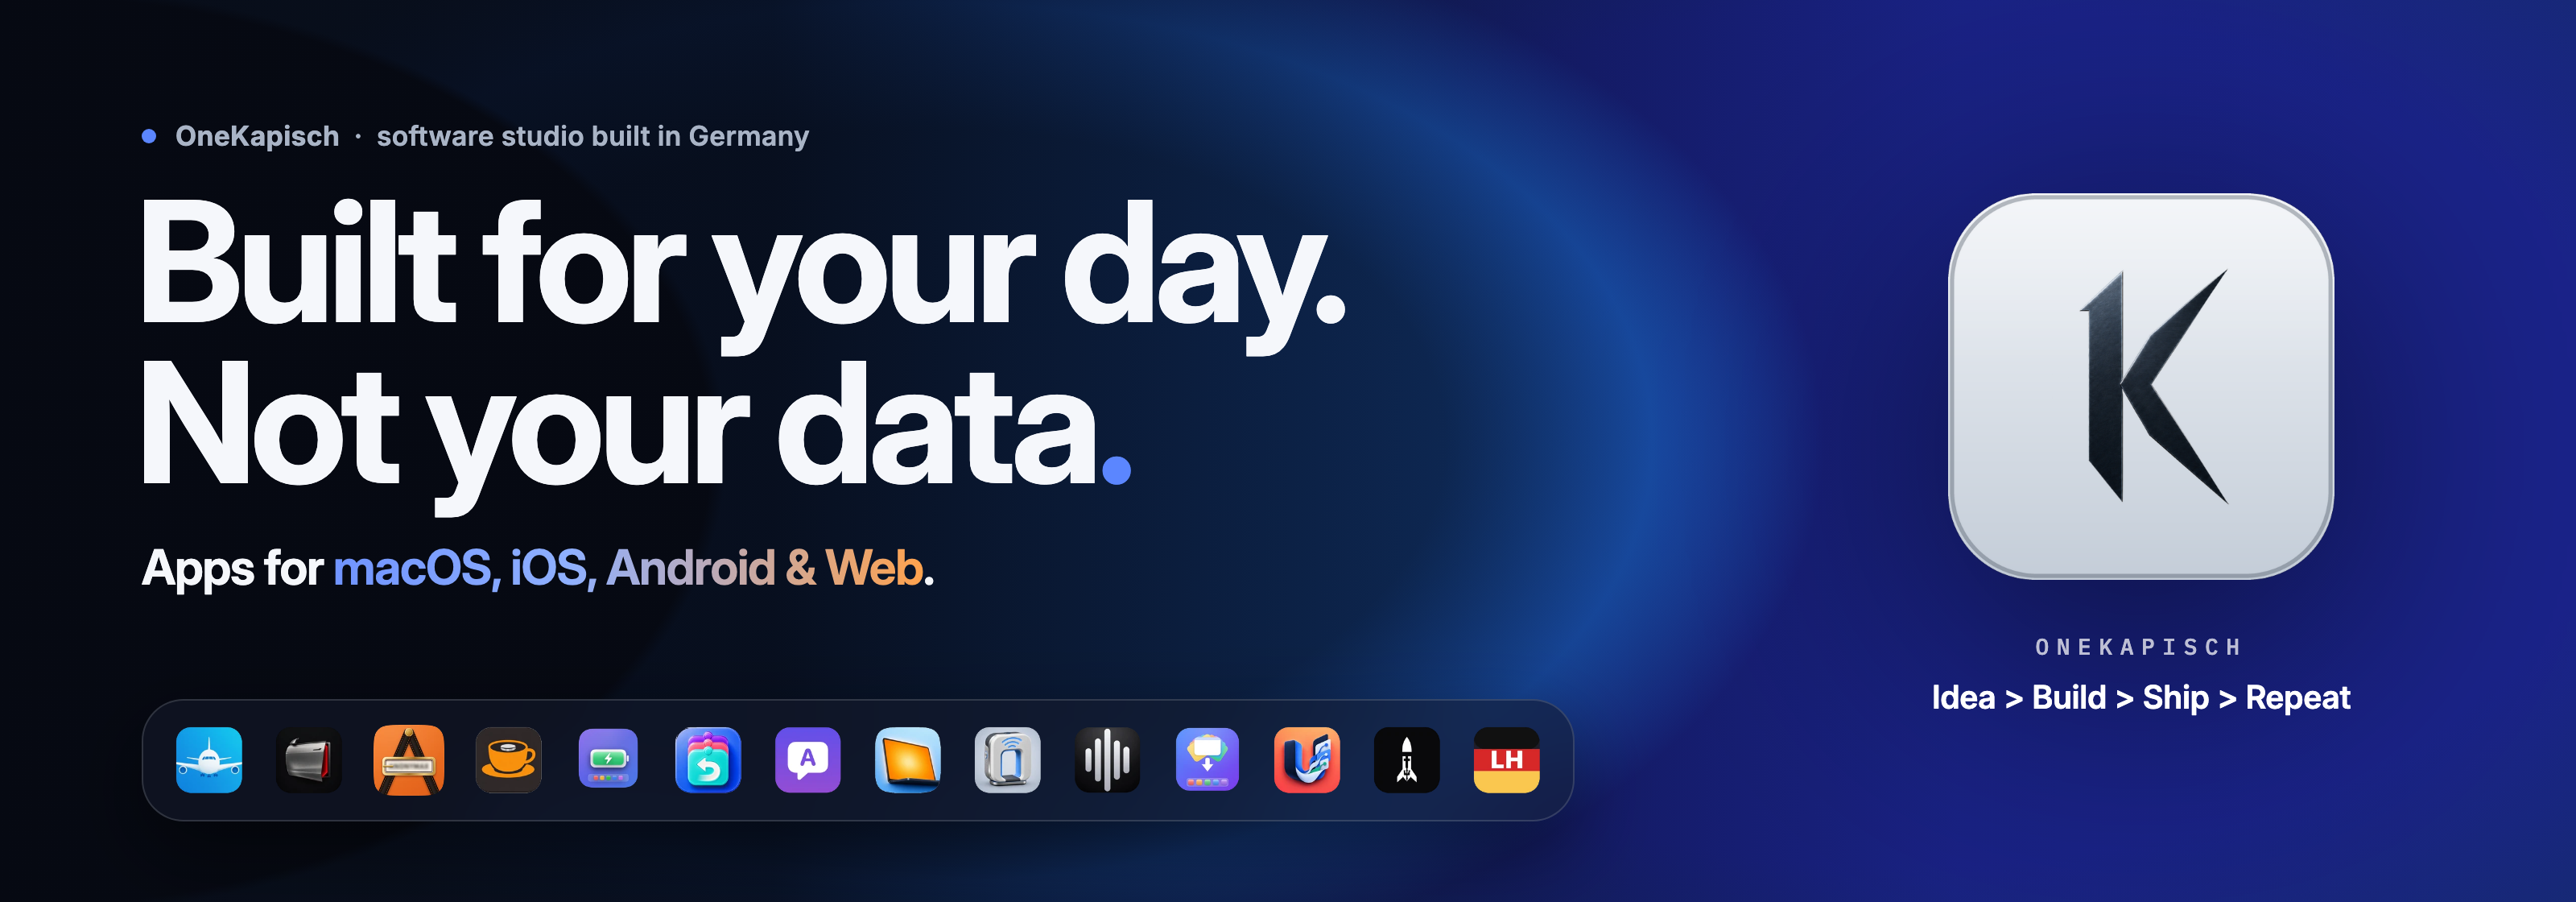 OneKapisch · software studio built in Germany
Built for your day.
Not your data.
Apps for macOS, iOS, Android & Web.
A
LH
K
ONEKAPISCH
Idea > Build > Ship > Repeat